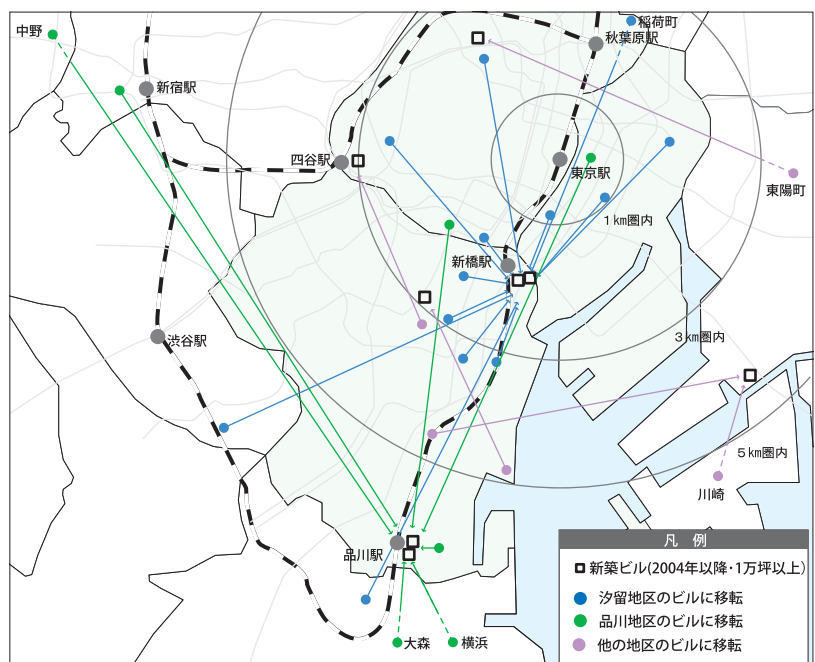 稲荷町
中野
秋葉原駅
新宿駅
四谷駅
東京駅
東陽町
1km圏内
新橋駅
3km圏内
渋谷駅
5km圏内
川崎
品川駅
大森
横浜
凡 例
新築ビル(2004年以降・1万坪以上)
汐留地区のビルに移転
品川地区のビルに移転
他の地区のビルに移転